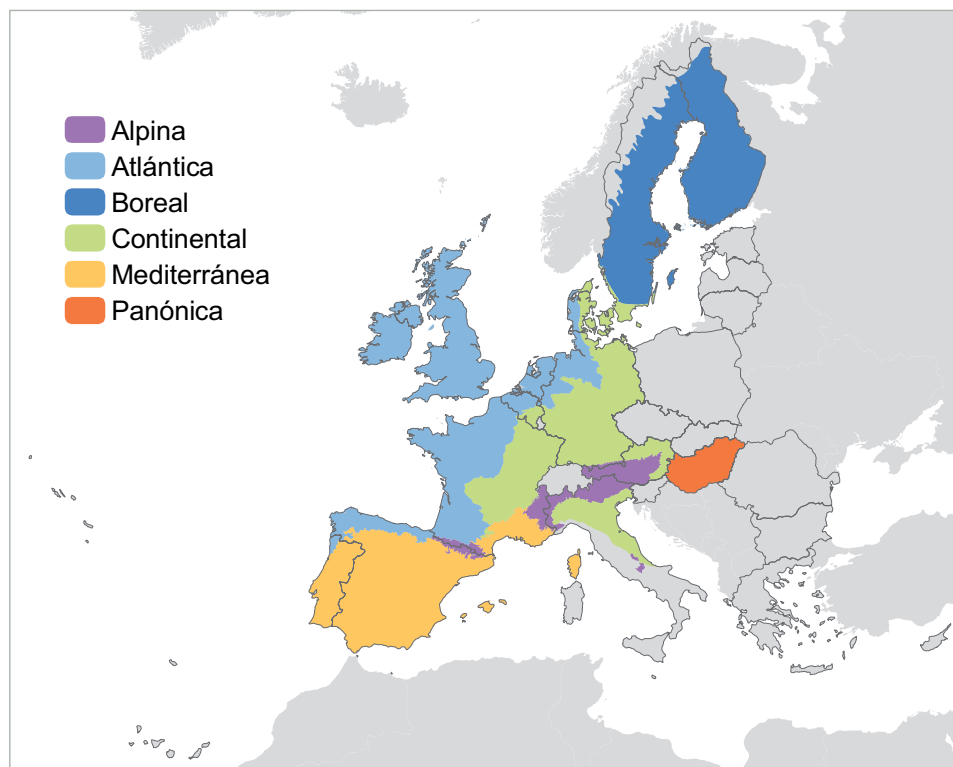 Alpina
Atlántica
Boreal
Continental
Mediterránea
Panónica